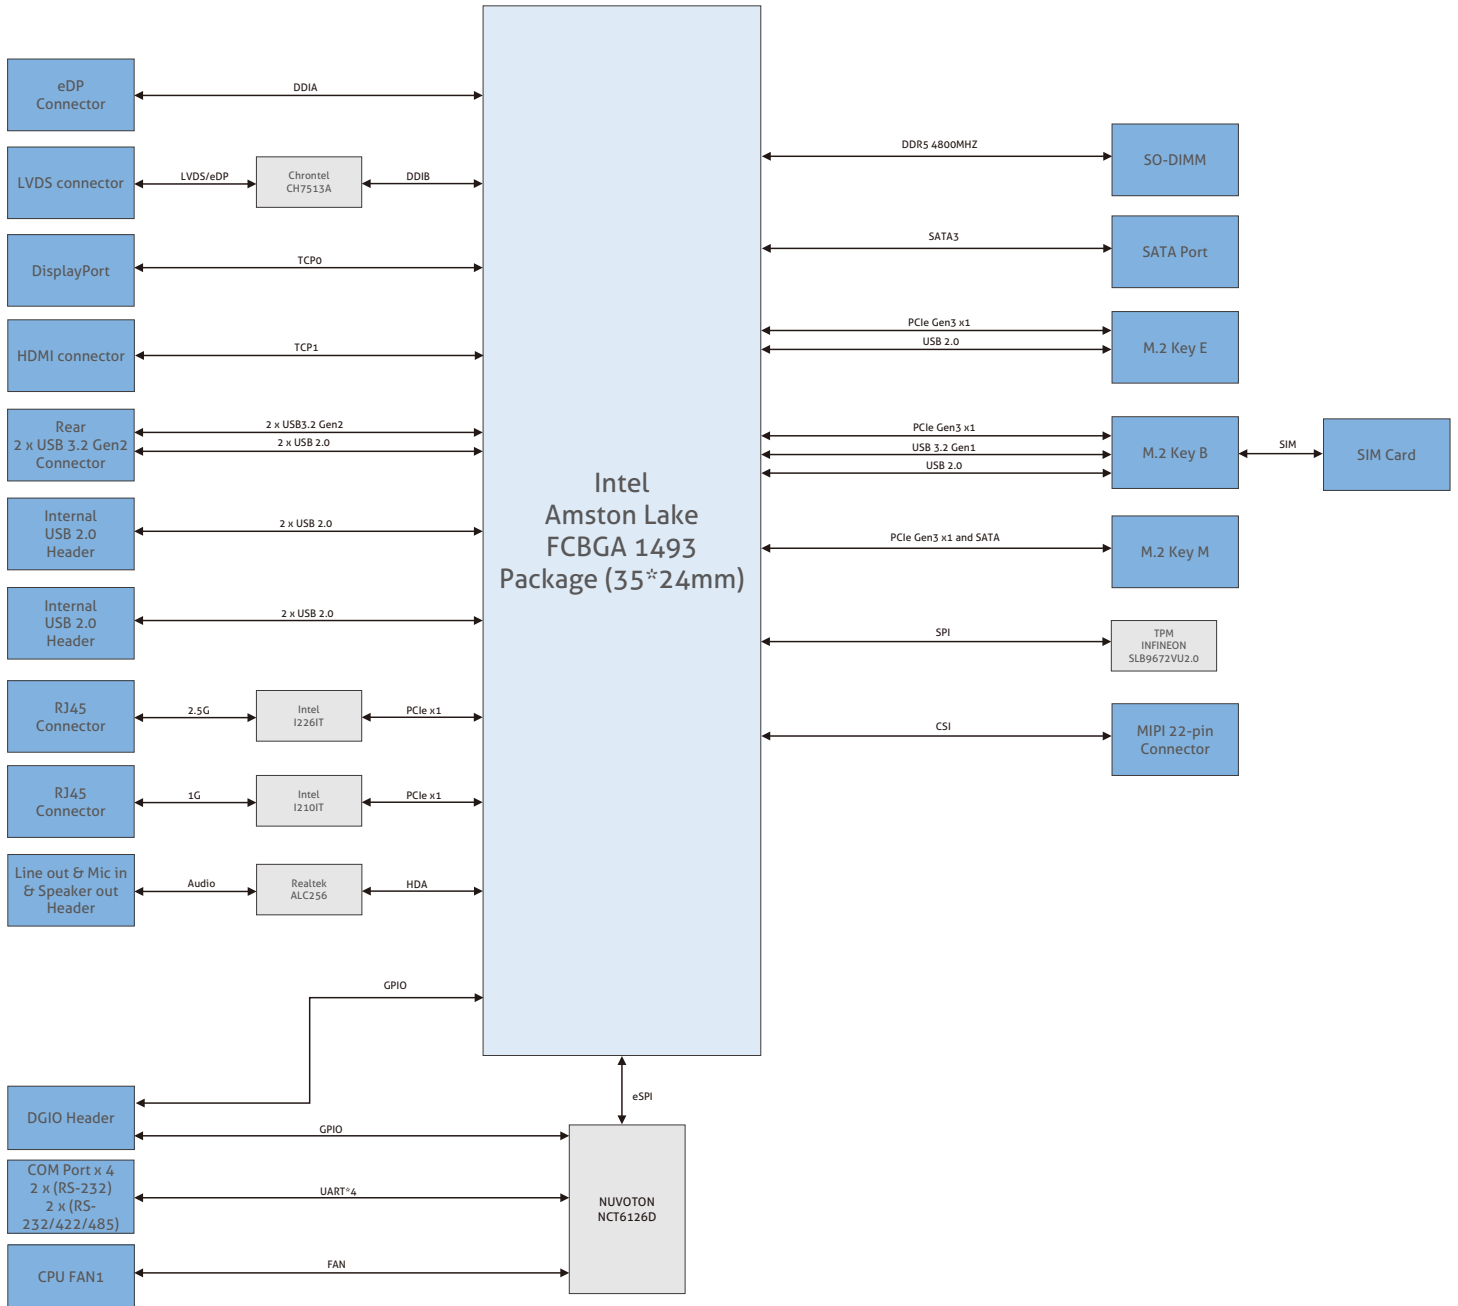 eDP
Connector
DDIA
LVDS connector
LVDS/eDP
Chrontel
CH7513A
DDIB
DisplayPort
TCP0
HDMI connector
TCP1
Rear
2 x USB 3.2 Gen2
Connector
2 x USB3.2 Gen2
2 x USB 2.0
Internal
USB 2.0
Header
2 x USB 2.0
Internal
USB 2.0
Header
2 x USB 2.0
RJ45
Connector
2.5G
Intel
I226IT
PCIe x1
RJ45
Connector
1G
Intel
I210IT
PCIe x1
Line out & Mic in
& Speaker out
Header
Audio
Realtek
ALC256
HDA
GPIO
DGIO Header
GPIO
COM Port x 4
2 x (RS-232)
2 x (RS-
232/422/485)
UART*4
CPU FAN1
FAN
Intel
Amston Lake
FCBGA 1493
Package (35*24mm)
eSPI
NUVOTON
NCT6126D
DDR5 4800MHZ
SO-DIMM
SATA3
SATA Port
PCIe Gen3 x1
USB 2.0
M.2 Key E
PCIe Gen3 x1
USB 3.2 Gen1
USB 2.0
M.2 Key B
SIM
SIM Card
PCIe Gen3 x1 and SATA
M.2 Key M
SPI
TPM
INFINEON
SLB9672VU2.0
CSI
MIPI 22-pin
Connector